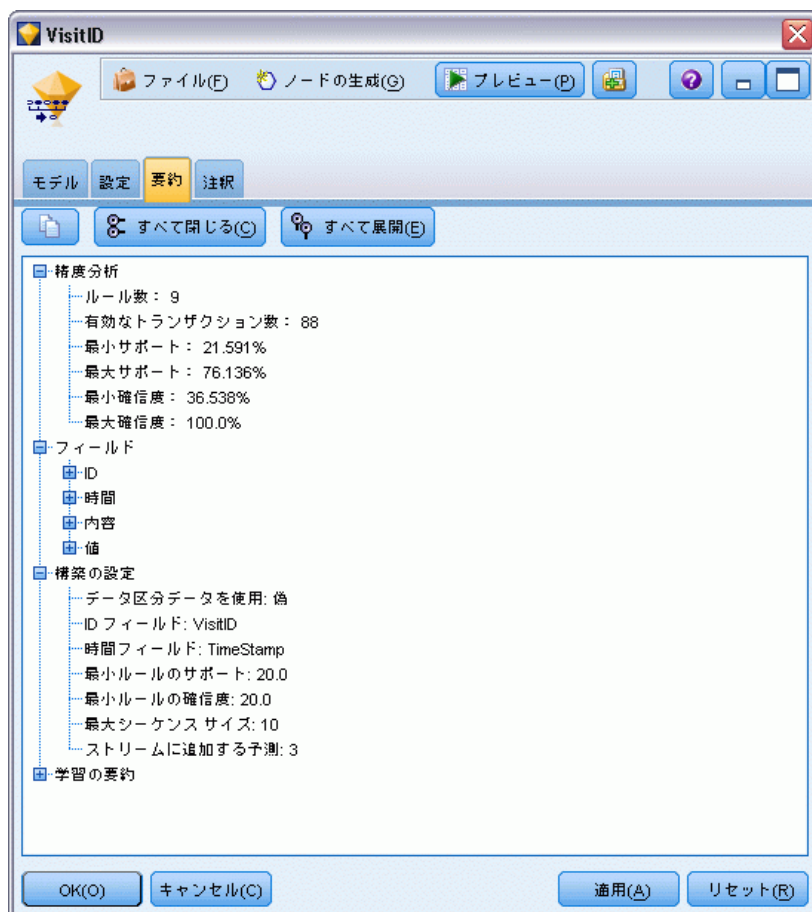 VisitID
ファイル(F) ノードの生成(G) プレビュー(P)
モデル 設定 要約 注釈
すべて閉じる(C) すべて展開(E)
精度分析
ルール数： 9
有効なトランザクション数： 88
最小サポート： 21.591%
最大サポート： 76.136%
最小確信度： 36.538%
最大確信度： 100.0%
フィールド
ID
時間
内容
値
構築の設定
データ区分データを使用: 偽
ID フィールド: VisitID
時間フィールド: TimeStamp
最小ルールのサポート: 20.0
最小ルールの確信度: 20.0
最大シーケンス サイズ: 10
ストリームに追加する予測: 3
学習の要約
OK(O) キャンセル(C) 適用(A) リセット(R)